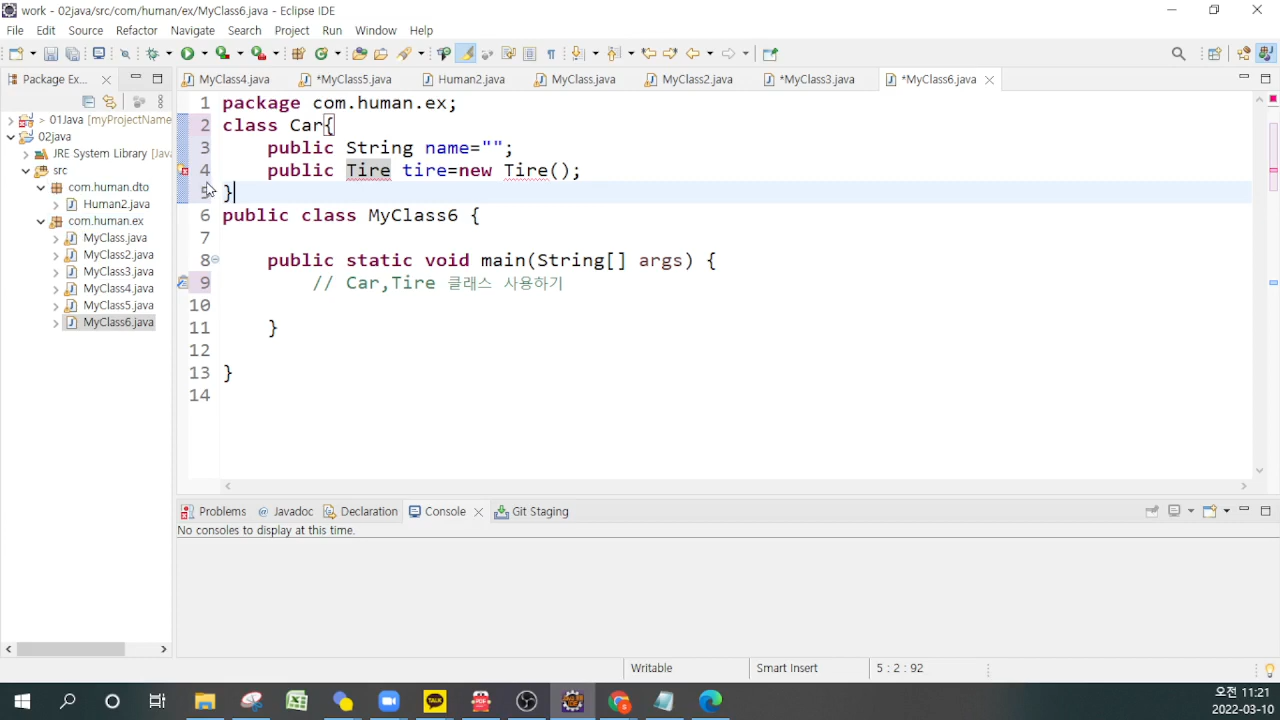 work - 02java/src/com/human/ex/MyClass6.java - Eclipse IDE
File Edit Source Refactor Navigate Search Project Run Window Help
Package Ex...
MyClass4.java *MyClass5.java Human2.java MyClass.java MyClass2.java *MyClass3.java *MyClass6.java
> 01Java [myProjectName
02java
JRE System Library [Java
src
com.human.dto
Human2.java
com.human.ex
MyClass.java
MyClass2.java
MyClass3.java
MyClass4.java
MyClass5.java
MyClass6.java
1 package com.human.ex;
2 class Car{
3 public String name="";
4 public Tire tire=new Tire();
5 }
6 public class MyClass6 {
7
8 public static void main(String[] args) {
9 // Car,Tire 클래스 사용하기
10
11 }
12
13 }
14
Problems Javadoc Declaration Console Git Staging
No consoles to display at this time.
Writable Smart Insert 5 : 2 : 92
TALK
PDF
오전 11:21
2022-03-10